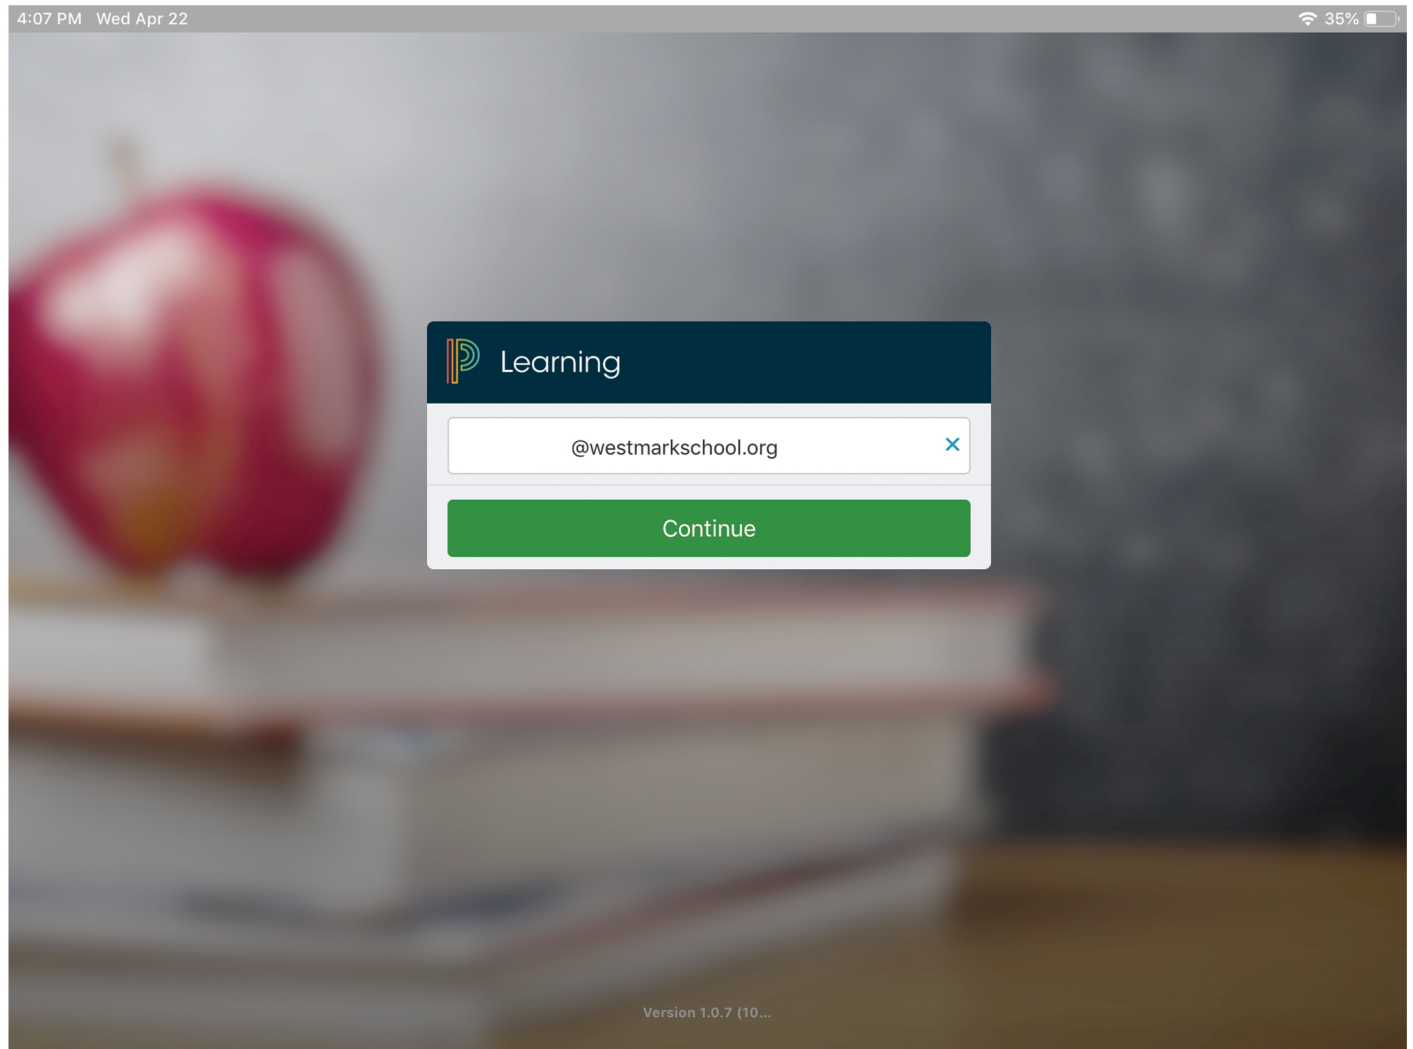 4:07 PM Wed Apr 22 35%
Learning
@westmarkschool.org
Continue
Version 1.0.7 (10...